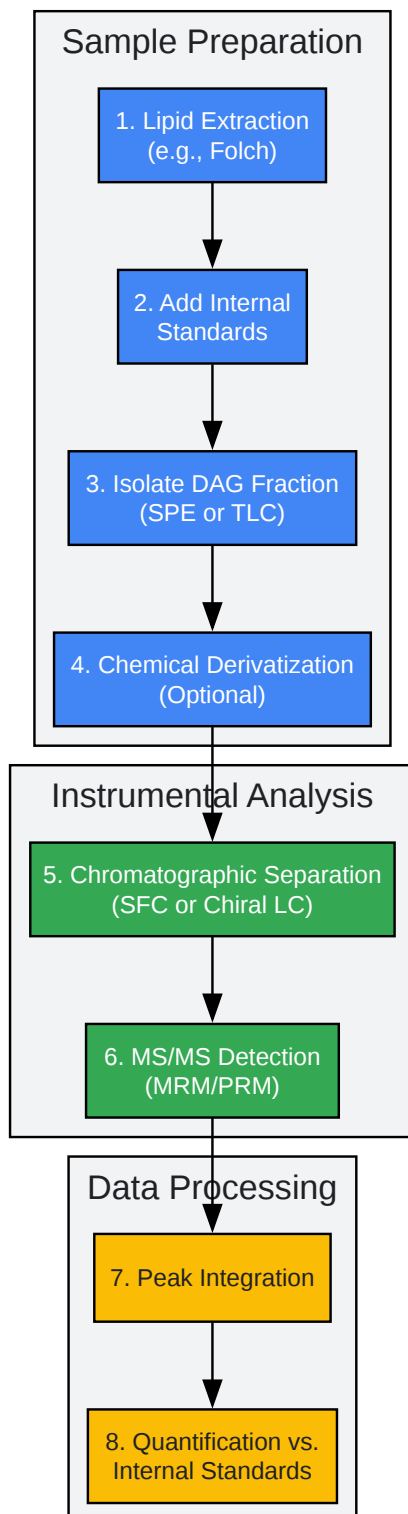 Sample Preparation
1. Lipid Extraction
(e.g., Folch)
2. Add Internal
Standards
3. Isolate DAG Fraction
(SPE or TLC)
4. Chemical Derivatization
(Optional)
Instrumental Analysis
5. Chromatographic Separation
(SFC or Chiral LC)
6. MS/MS Detection
(MRM/PRM)
Data Processing
7. Peak Integration
8. Quantification vs.
Internal Standards